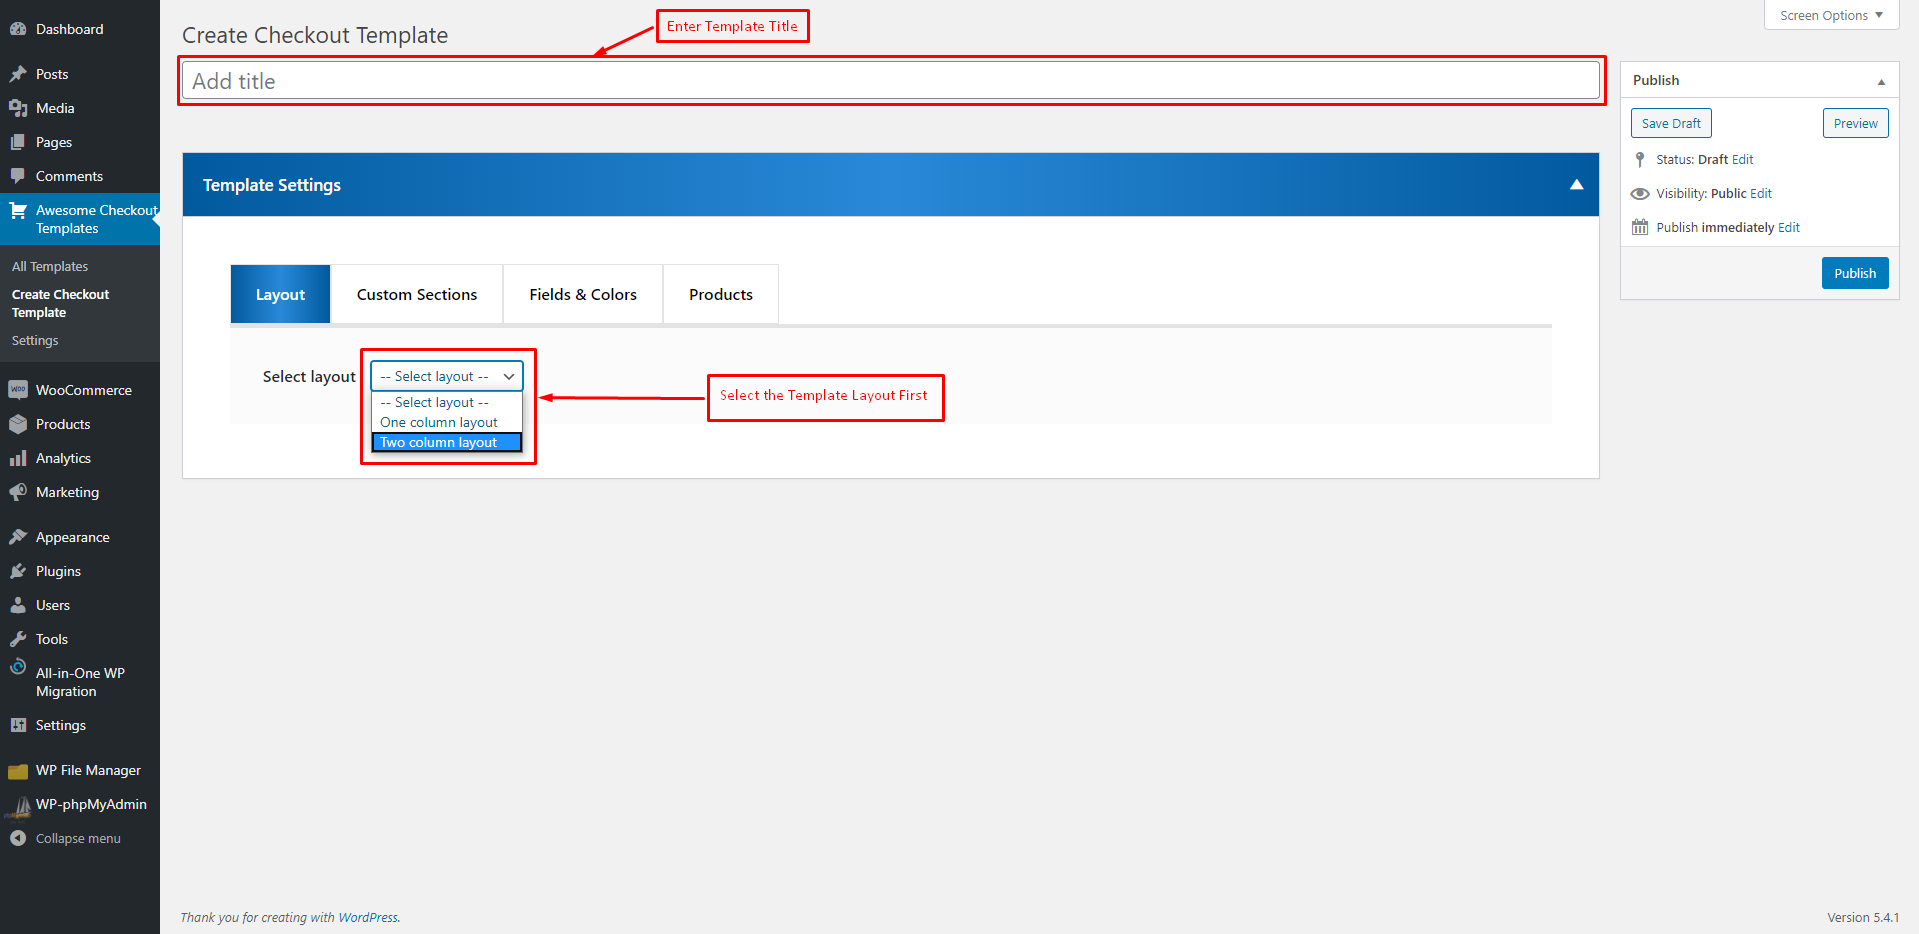 Dashboard
Posts
Media
Pages
Comments
Awesome Checkout
Templates
All Templates
Create Checkout
Template
Settings
WooCommerce
Products
Analytics
Marketing
Appearance
Plugins
Users
Tools
All-in-One WP
Migration
Settings
WP File Manager
WP-phpMyAdmin
Collapse menu
Screen Options
Create Checkout Template
Enter Template Title
Add title
Template Settings
Layout
Custom Sections
Fields & Colors
Products
Select layout
-- Select layout --
-- Select layout --
One column layout
Two column layout
Select the Template Layout First
Publish
Save Draft
Preview
Status: Draft Edit
Visibility: Public Edit
Publish immediately Edit
Publish
Thank you for creating with WordPress.
Version 5.4.1